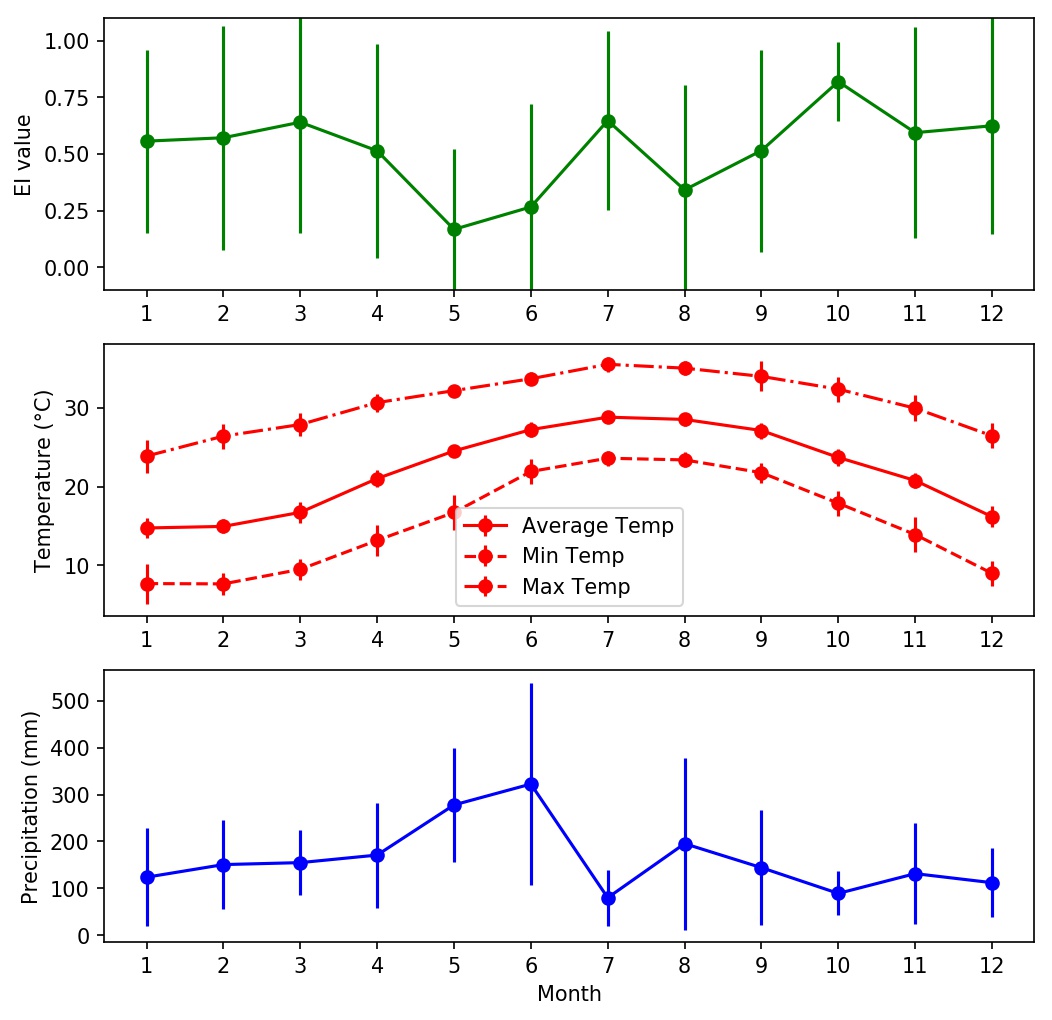 1.00
0.75
0.50
0.25
0.00
EI value
1 2 3 4 5 6 7 8 9 10 11 12
30
20
10
Temperature (°C)
Average Temp
Min Temp
Max Temp
1 2 3 4 5 6 7 8 9 10 11 12
500
400
300
200
100
0
Precipitation (mm)
1 2 3 4 5 6 7 8 9 10 11 12
Month